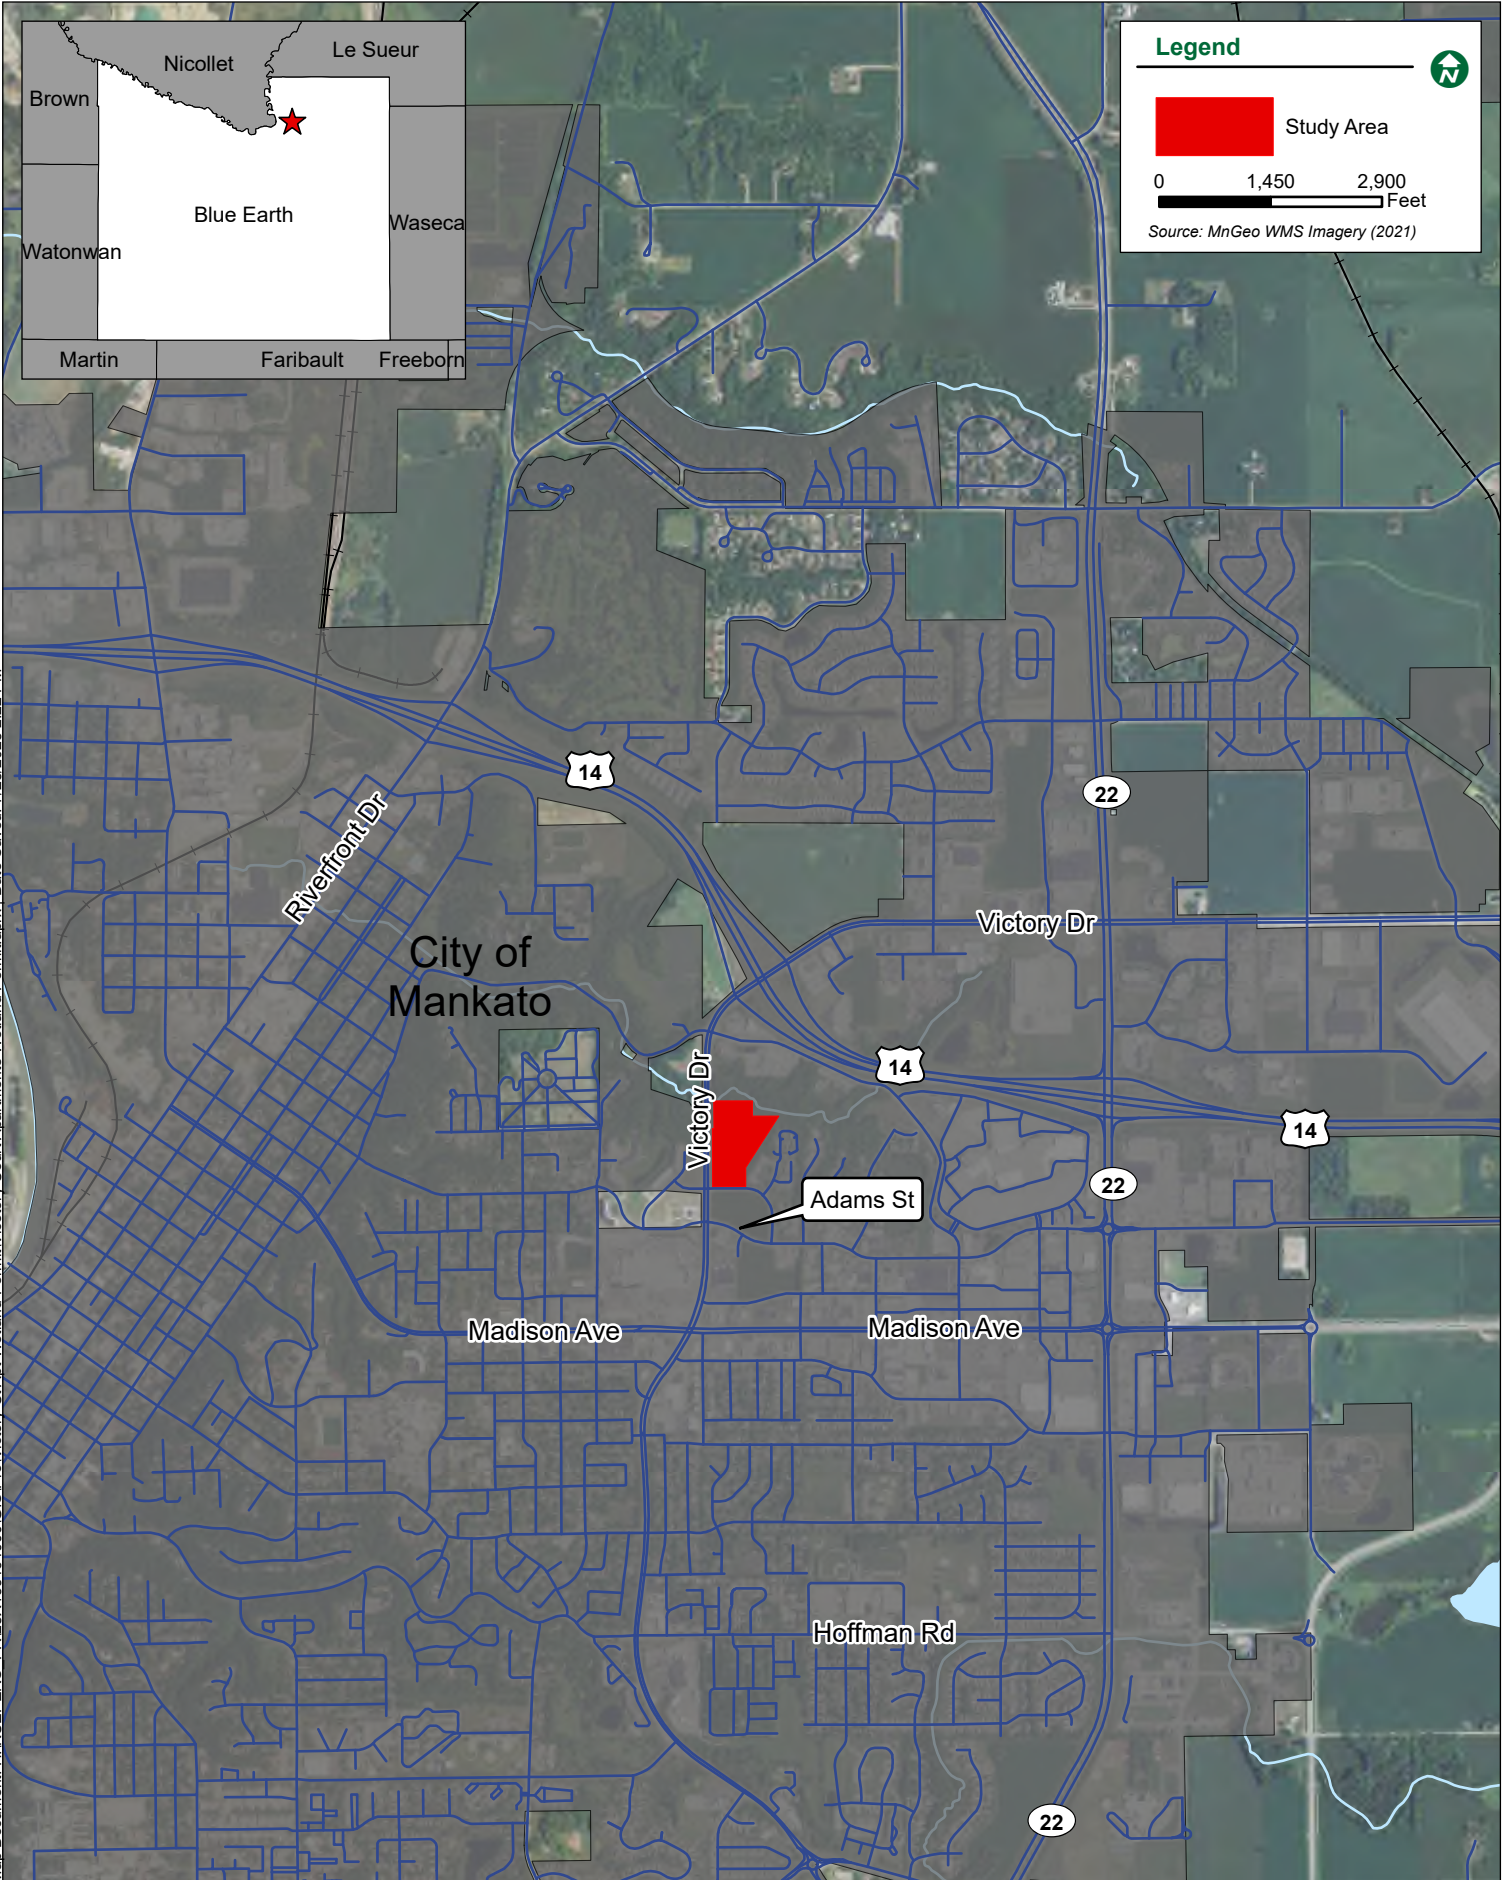 Nicollet
Le Sueur
Brown
Blue Earth
Waseca
Watonwan
Martin
Faribault
Freeborn
Legend
N
Study Area
0 1,450 2,900
Feet
Source: MnGeo WMS Imagery (2021)
14
22
Riverfront Dr
Victory Dr
City of
Mankato
14
Victory Dr
14
22
Adams St
Madison Ave
Madison Ave
Hoffman Rd
22